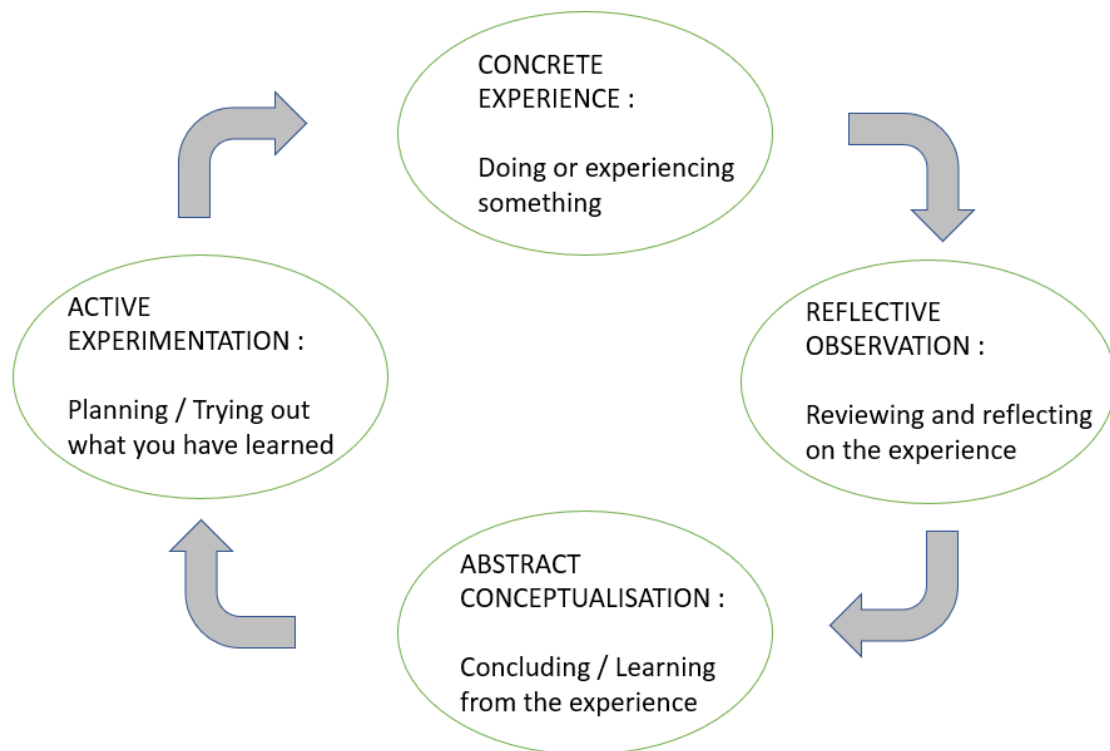 CONCRETE
EXPERIENCE :
Doing or experiencing
something
REFLECTIVE
OBSERVATION :
Reviewing and reflecting
on the experience
ABSTRACT
CONCEPTUALISATION :
Concluding / Learning
from the experience
ACTIVE
EXPERIMENTATION :
Planning / Trying out
what you have learned